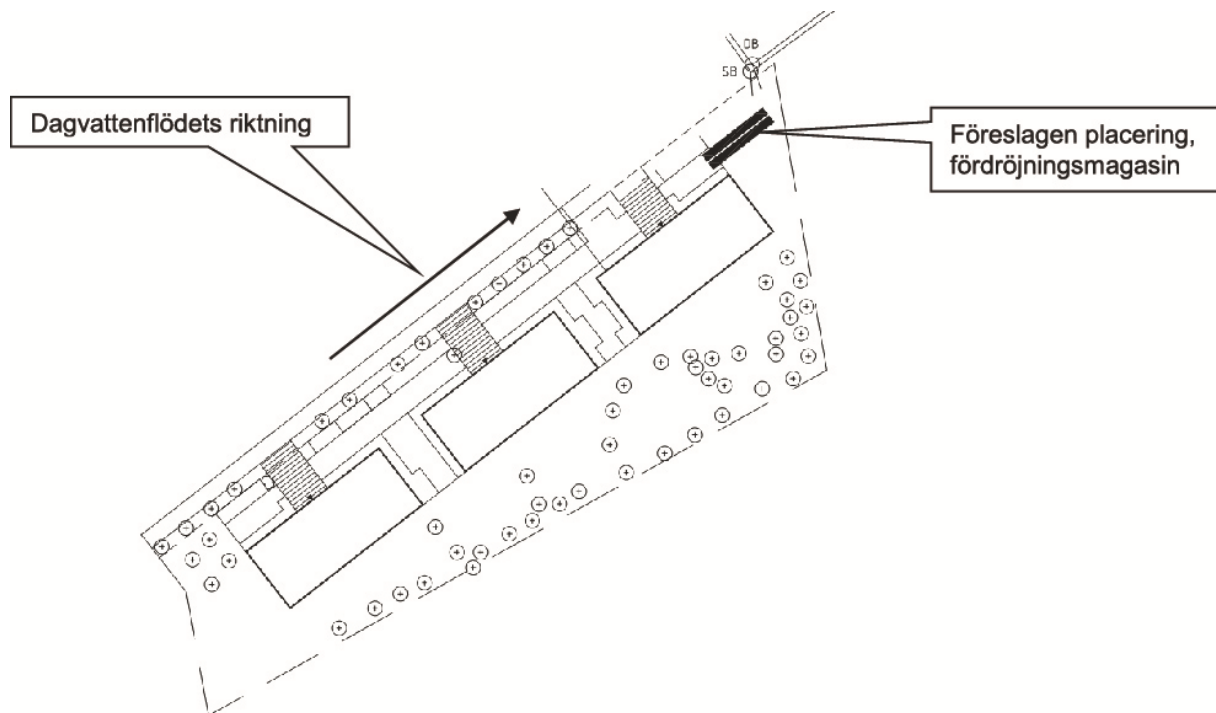 DB
SB
Dagvattenflödets riktning
Föreslagen placering,
fördröjningsmagasin